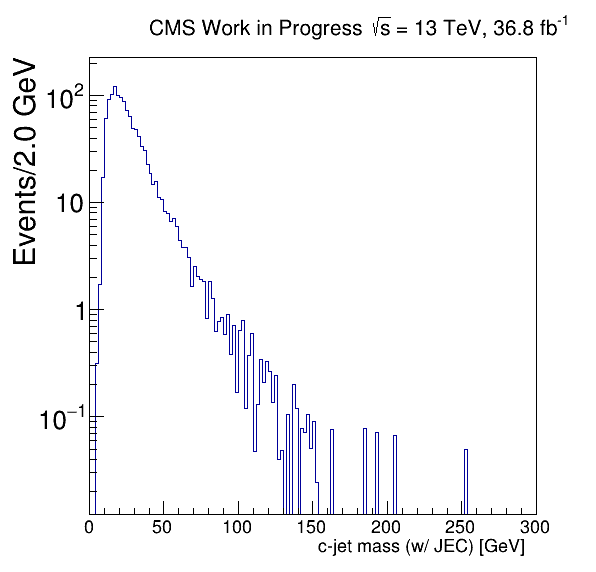 CMS Work in Progress √s = 13 TeV, 36.8 fb⁻¹
Events/2.0 GeV
10²
10
1
10⁻¹
0 50 100 150 200 250 300
c-jet mass (w/ JEC) [GeV]